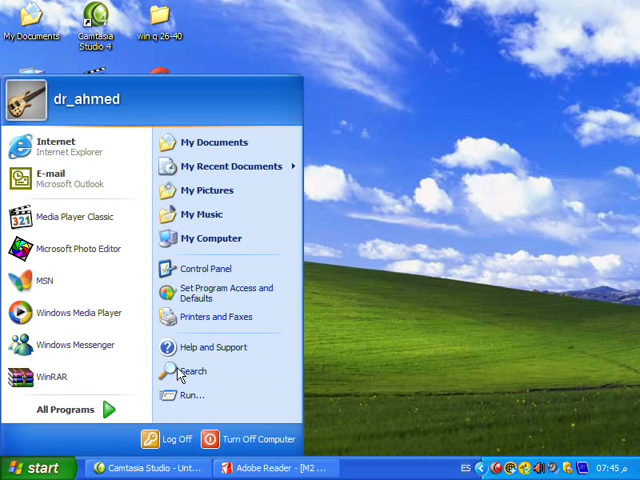 My Documents
Camtasia
Studio 4
win q 26-40
dr_ahmed
Internet
Internet Explorer
E-mail
Microsoft Outlook
Media Player Classic
Microsoft Photo Editor
MSN
Windows Media Player
Windows Messenger
WinRAR
All Programs
My Documents
My Recent Documents
My Pictures
My Music
My Computer
Control Panel
Set Program Access and
Defaults
Printers and Faxes
Help and Support
Search
Run...
Log Off
Turn Off Computer
start
Camtasia Studio - Unt...
Adobe Reader - [M2 ...
ES
07:45 م